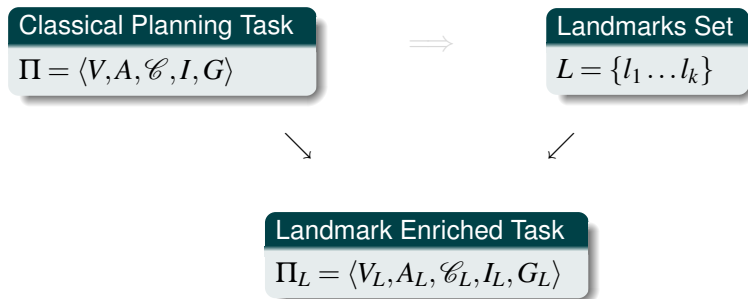 Classical Planning Task
Π = ⟨V,A,𝒞,I,G⟩
⟹
Landmarks Set
L = {l₁…lₖ}
↘ ↙
Landmark Enriched Task
Π_L = ⟨V_L,A_L,𝒞_L,I_L,G_L⟩